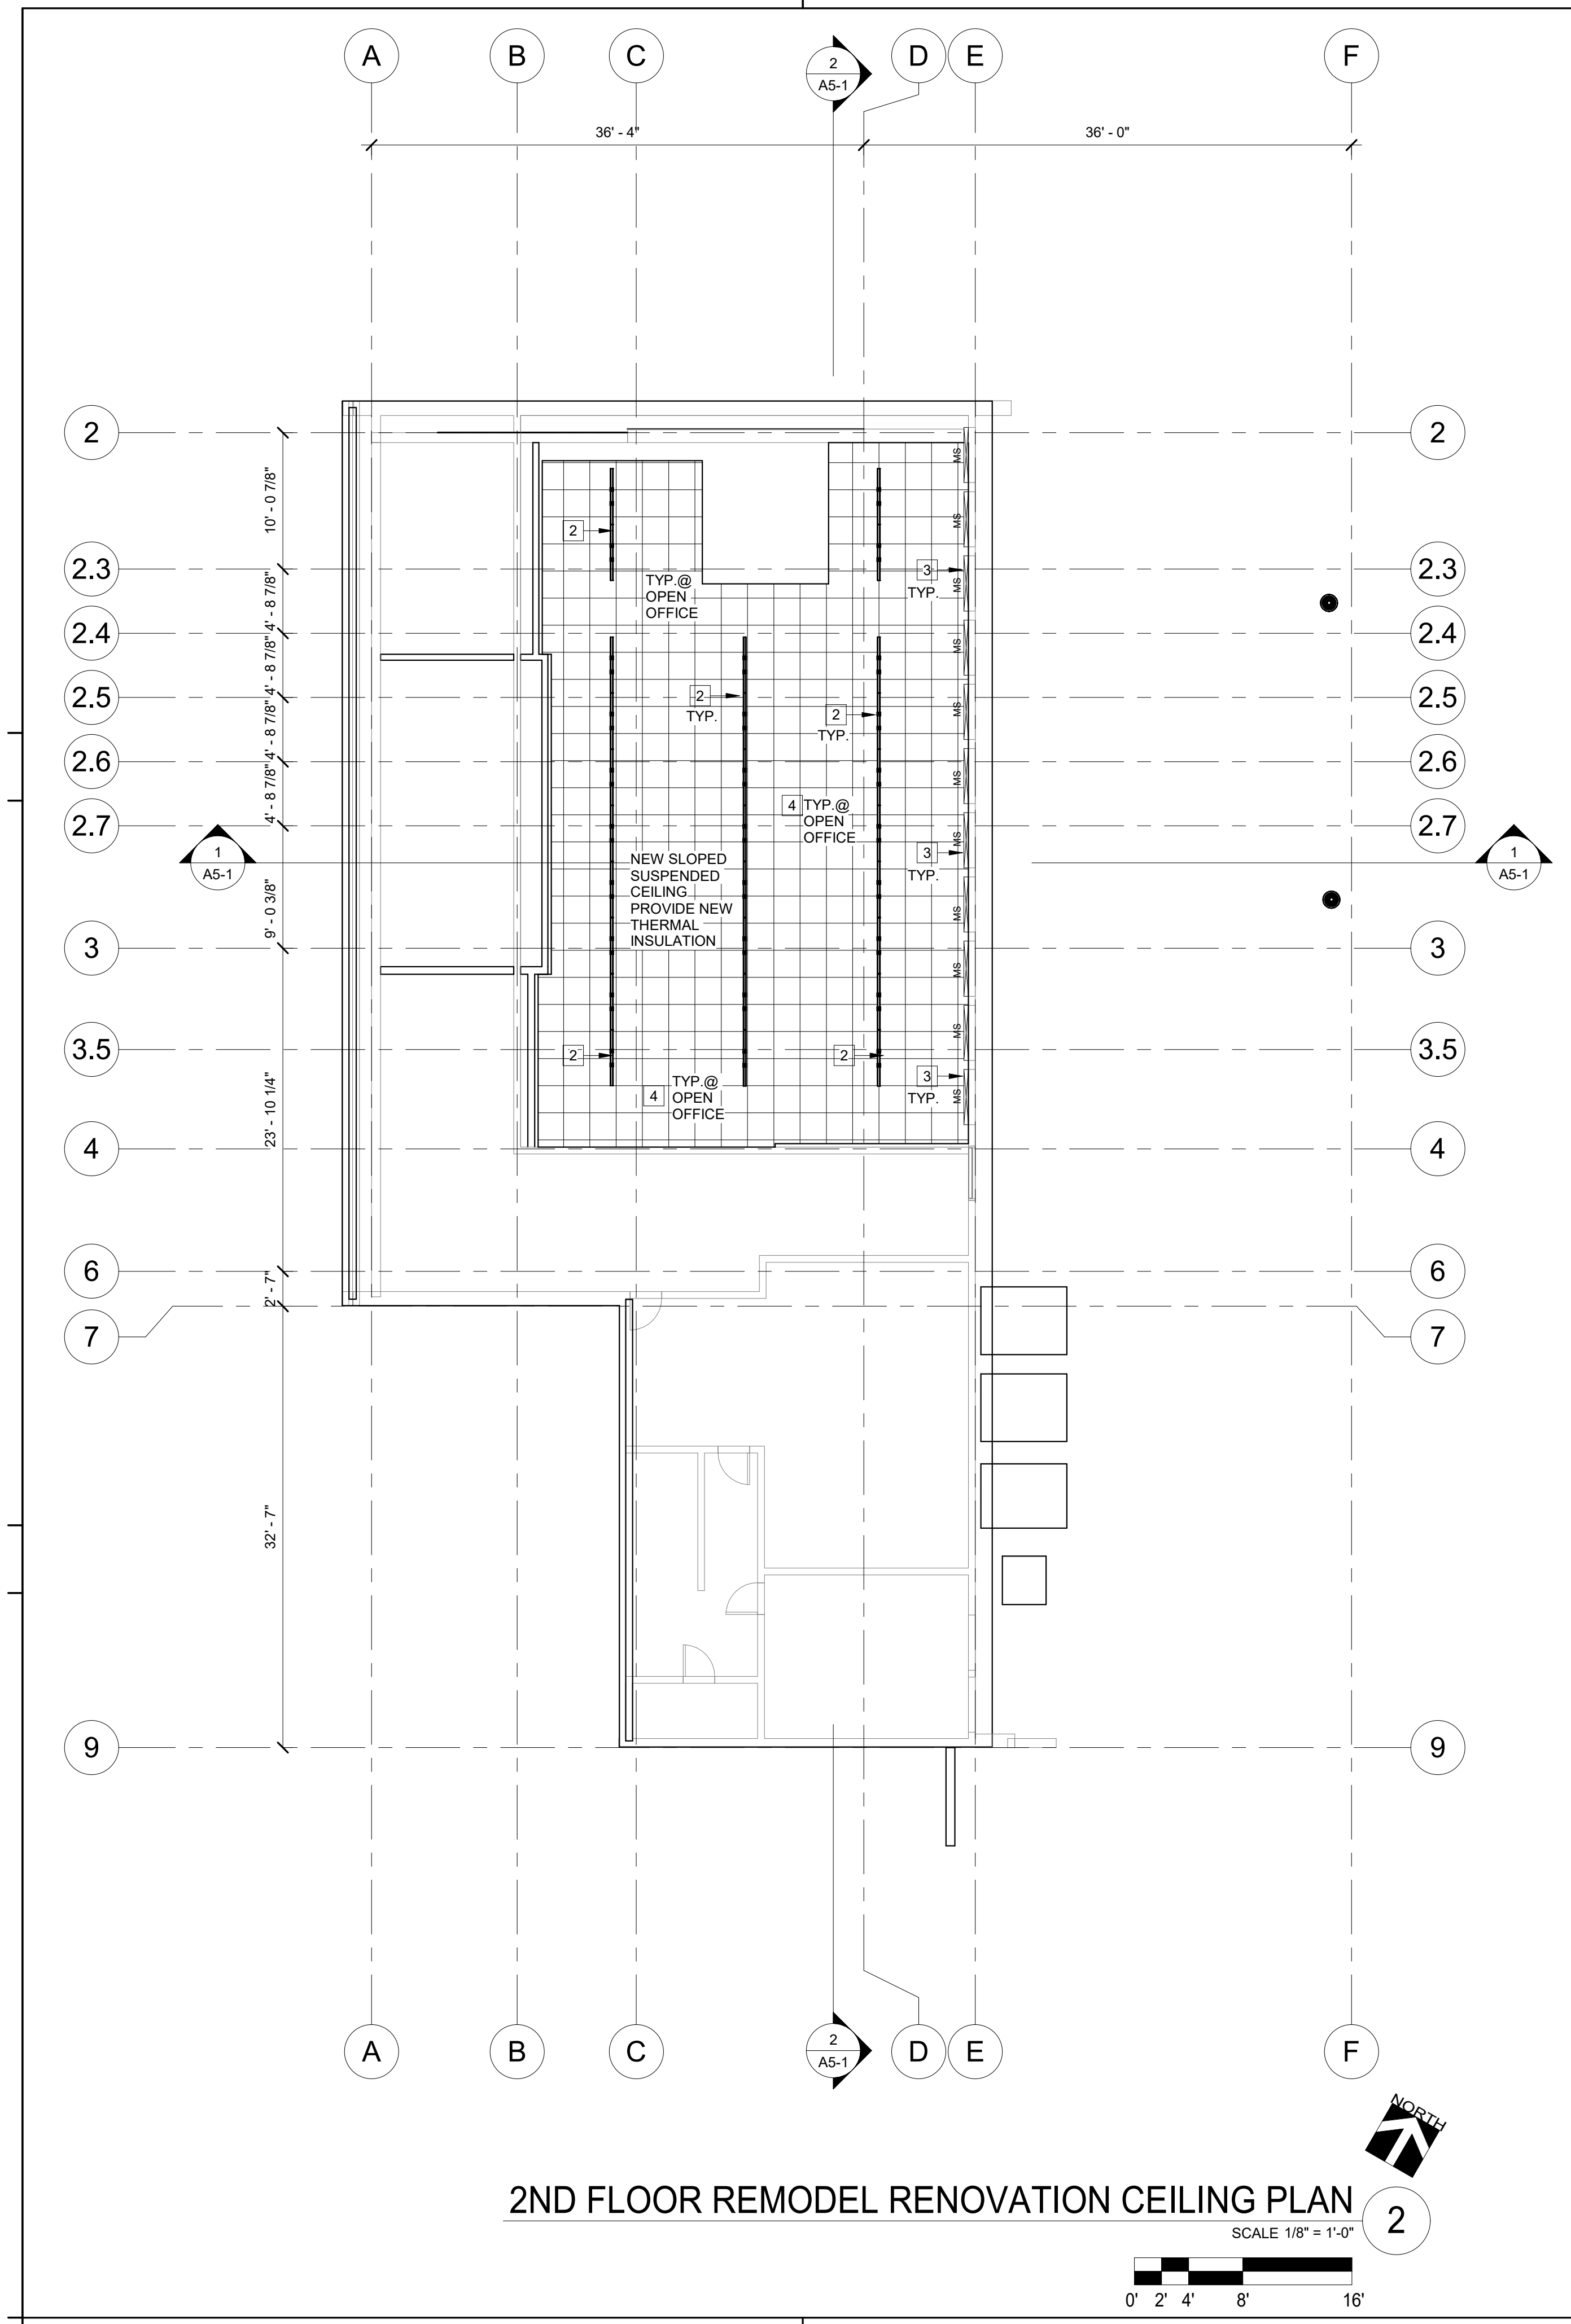 A B C D E F
2
A5-1
36' - 4" 36' - 0"
2 2
10' - 0 7/8"
MS
MS
2
2.3 2.3
3
TYP.
MS
TYP.@
OPEN
OFFICE
4' - 8 7/8"
2.4 2.4
MS
4' - 8 7/8"
2.5 2.5
2
TYP.
2
TYP.
MS
4' - 8 7/8"
2.6 2.6
MS
4' - 8 7/8"
4 TYP.@
OPEN
OFFICE
2.7 2.7
MS
3
TYP.
1
A5-1
1
A5-1
NEW SLOPED
SUSPENDED
CEILING
PROVIDE NEW
THERMAL
INSULATION
MS
9' - 0 3/8"
3 3
MS
MS
3.5 3.5
2 2
3
TYP.
MS
4 TYP.@
OPEN
OFFICE
23' - 10 1/4"
4 4
6 6
2' - 7"
7 7
32' - 7"
9 9
A B C D E F
2
A5-1
NORTH
2ND FLOOR REMODEL RENOVATION CEILING PLAN
2
SCALE 1/8" = 1'-0"
0' 2' 4' 8' 16'